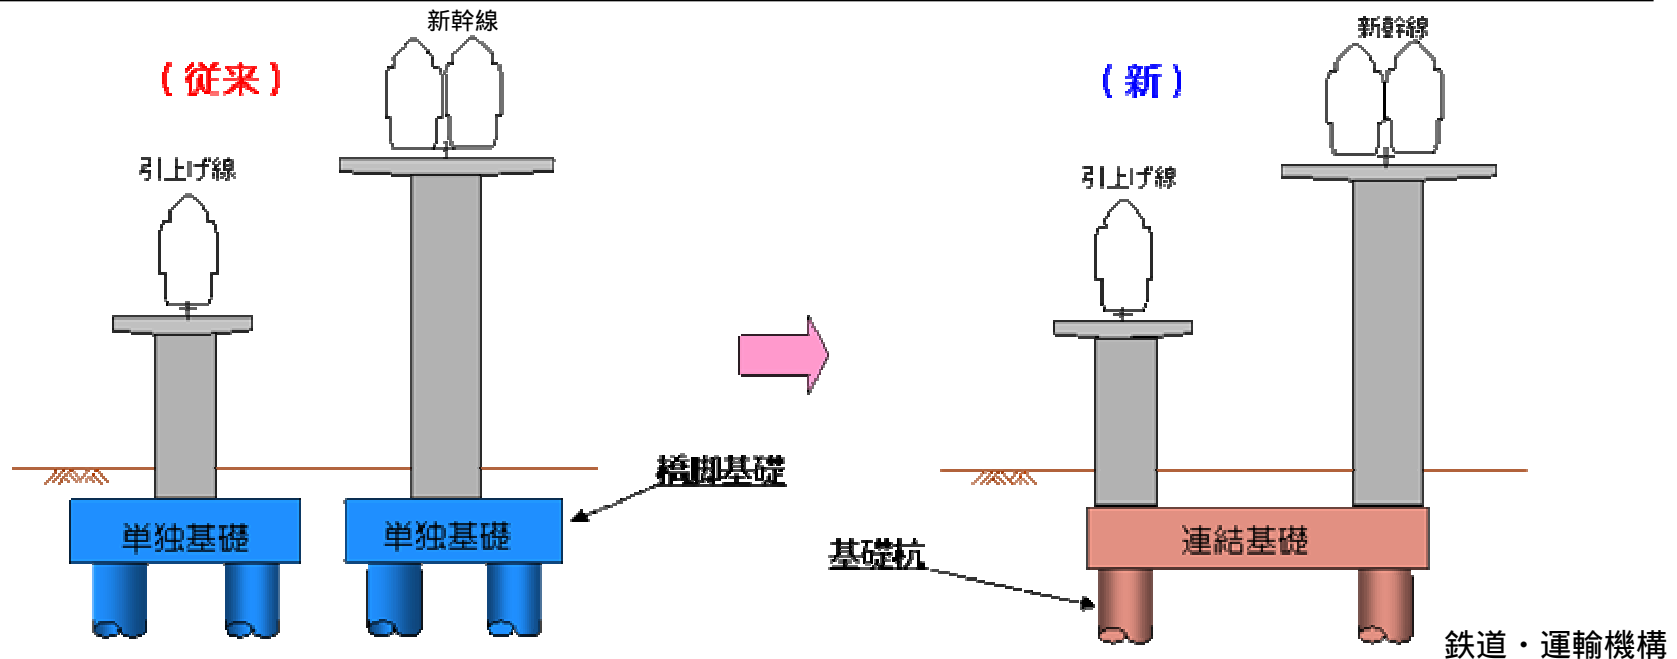 新幹線
(従来)
引上げ線
橋脚基礎
単独基礎
単独基礎
新幹線
(新)
引上げ線
連結基礎
基礎杭
鉄道・運輸機構